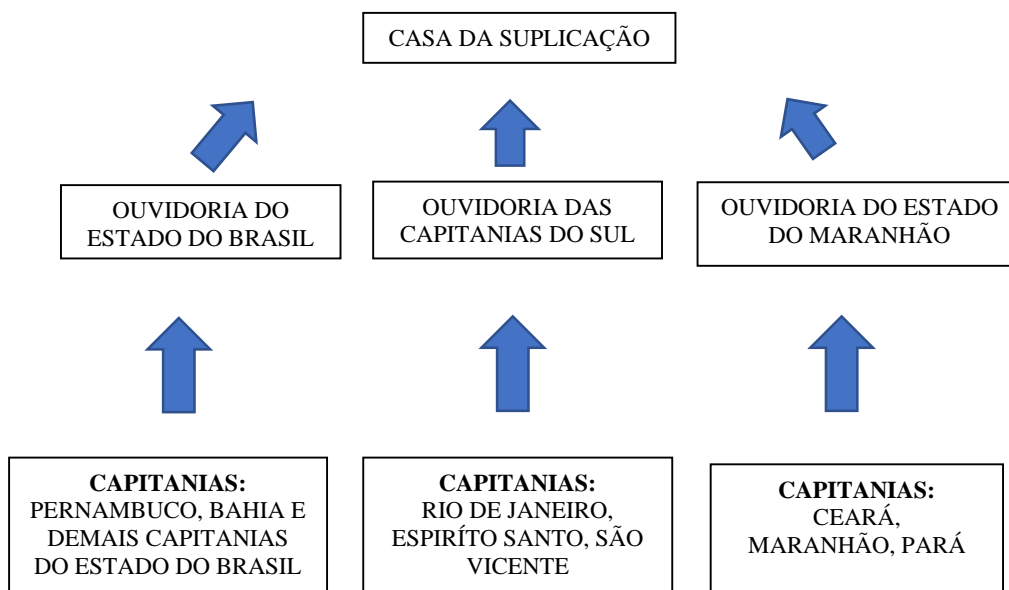 CASA DA SUPLICAÇÃO
OUVIDORIA DO
ESTADO DO BRASIL
OUVIDORIA DAS
CAPITANIAS DO SUL
OUVIDORIA DO ESTADO
DO MARANHÃO
CAPITANIAS:
PERNAMBUCO, BAHIA E
DEMAIS CAPITANIAS
DO ESTADO DO BRASIL
CAPITANIAS:
RIO DE JANEIRO,
ESPIRÍTO SANTO, SÃO
VICENTE
CAPITANIAS:
CEARÁ,
MARANHÃO, PARÁ